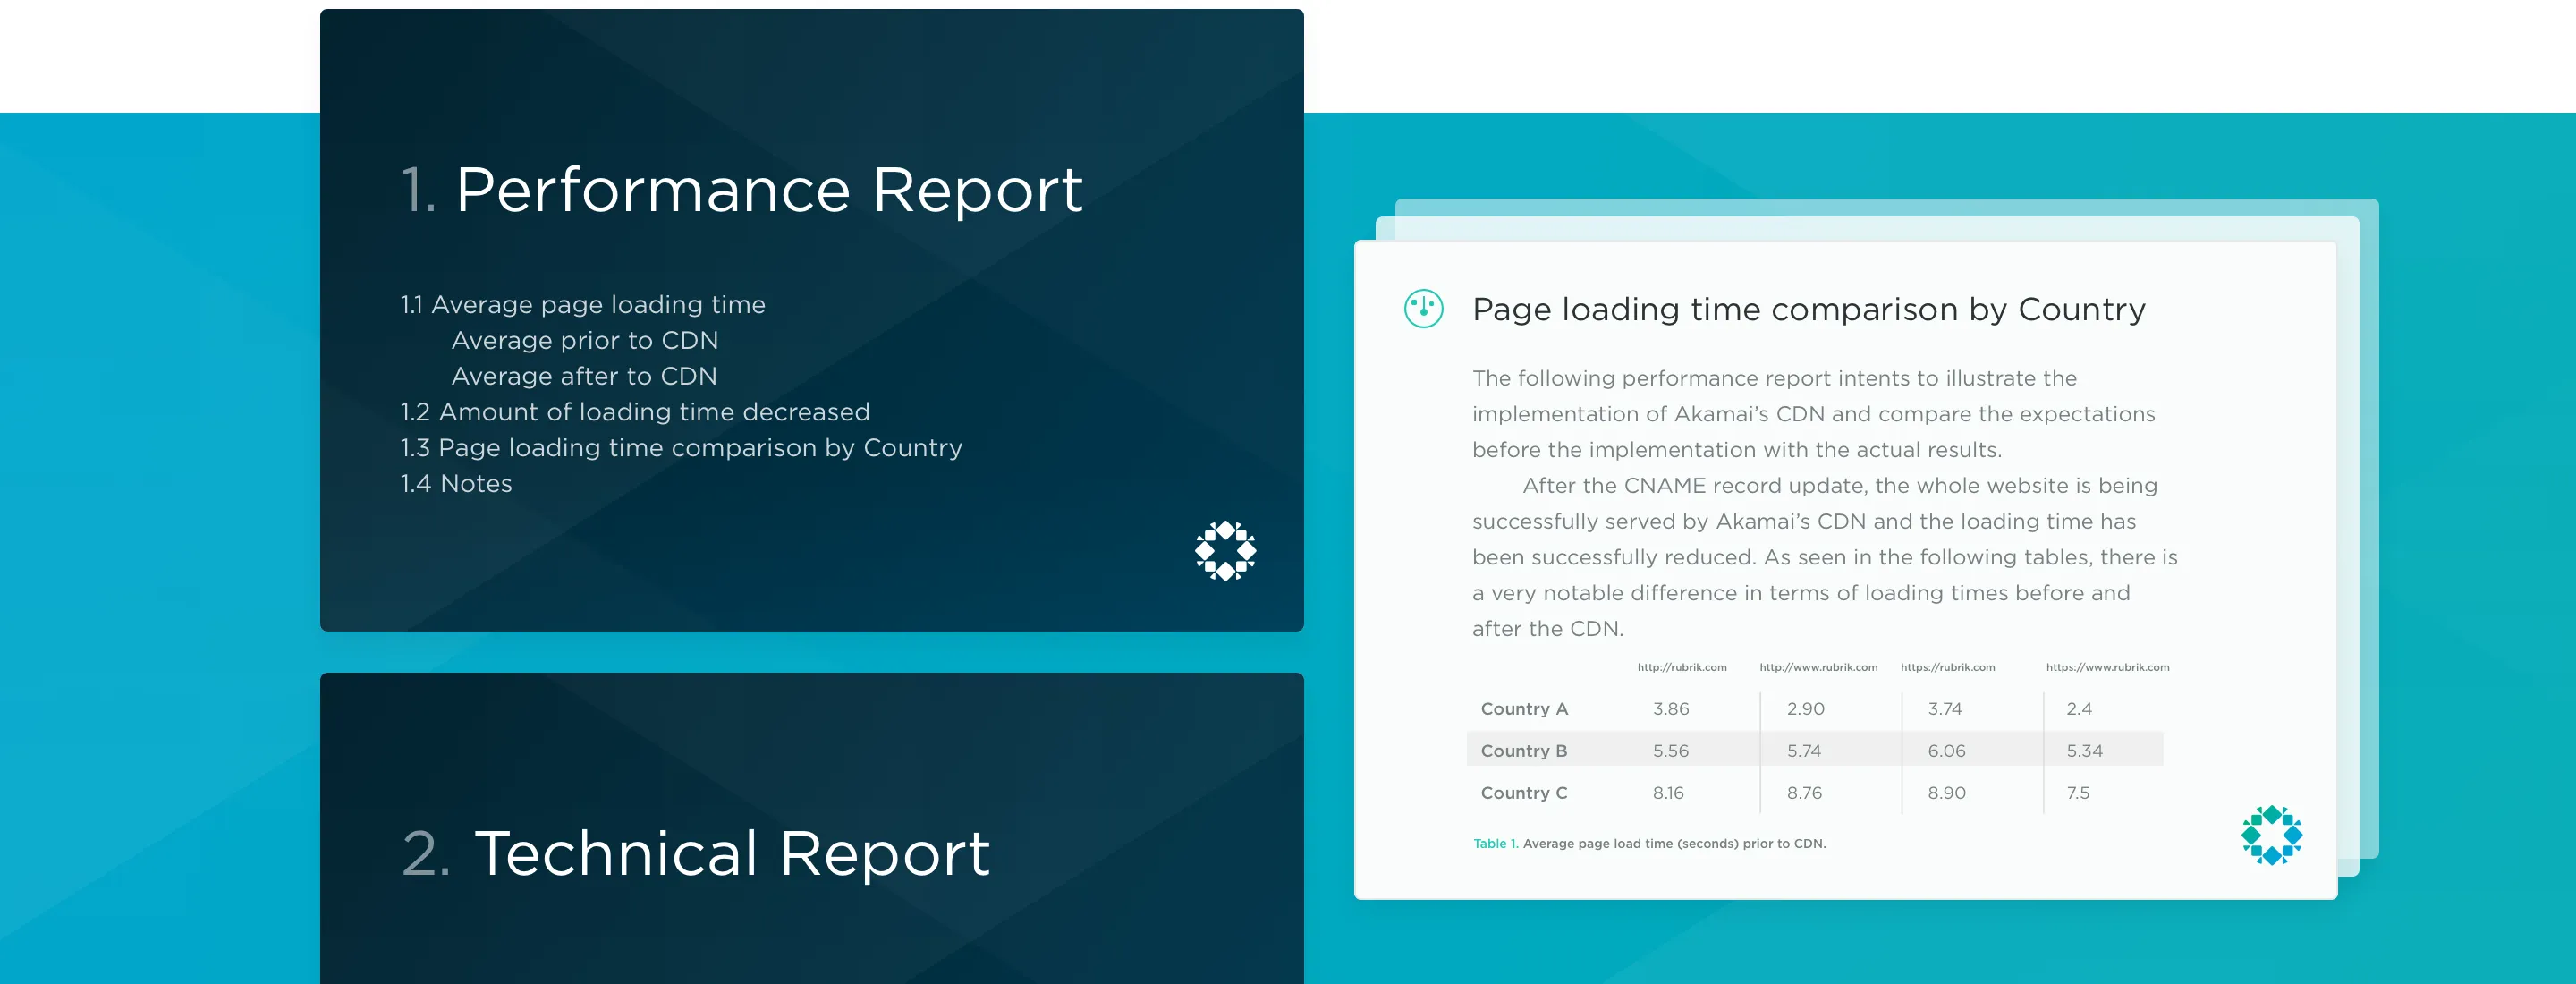 1. Performance Report
1.1 Average page loading time
Average prior to CDN
Average after to CDN
1.2 Amount of loading time decreased
1.3 Page loading time comparison by Country
1.4 Notes
2. Technical Report
Page loading time comparison by Country
The following performance report intents to illustrate the
implementation of Akamai’s CDN and compare the expectations
before the implementation with the actual results.
After the CNAME record update, the whole website is being
successfully served by Akamai’s CDN and the loading time has
been successfully reduced. As seen in the following tables, there is
a very notable difference in terms of loading times before and
after the CDN.
http://rubrik.com http://www.rubrik.com https://rubrik.com https://www.rubrik.com
Country A 3.86 2.90 3.74 2.4
Country B 5.56 5.74 6.06 5.34
Country C 8.16 8.76 8.90 7.5
Table 1. Average page load time (seconds) prior to CDN.